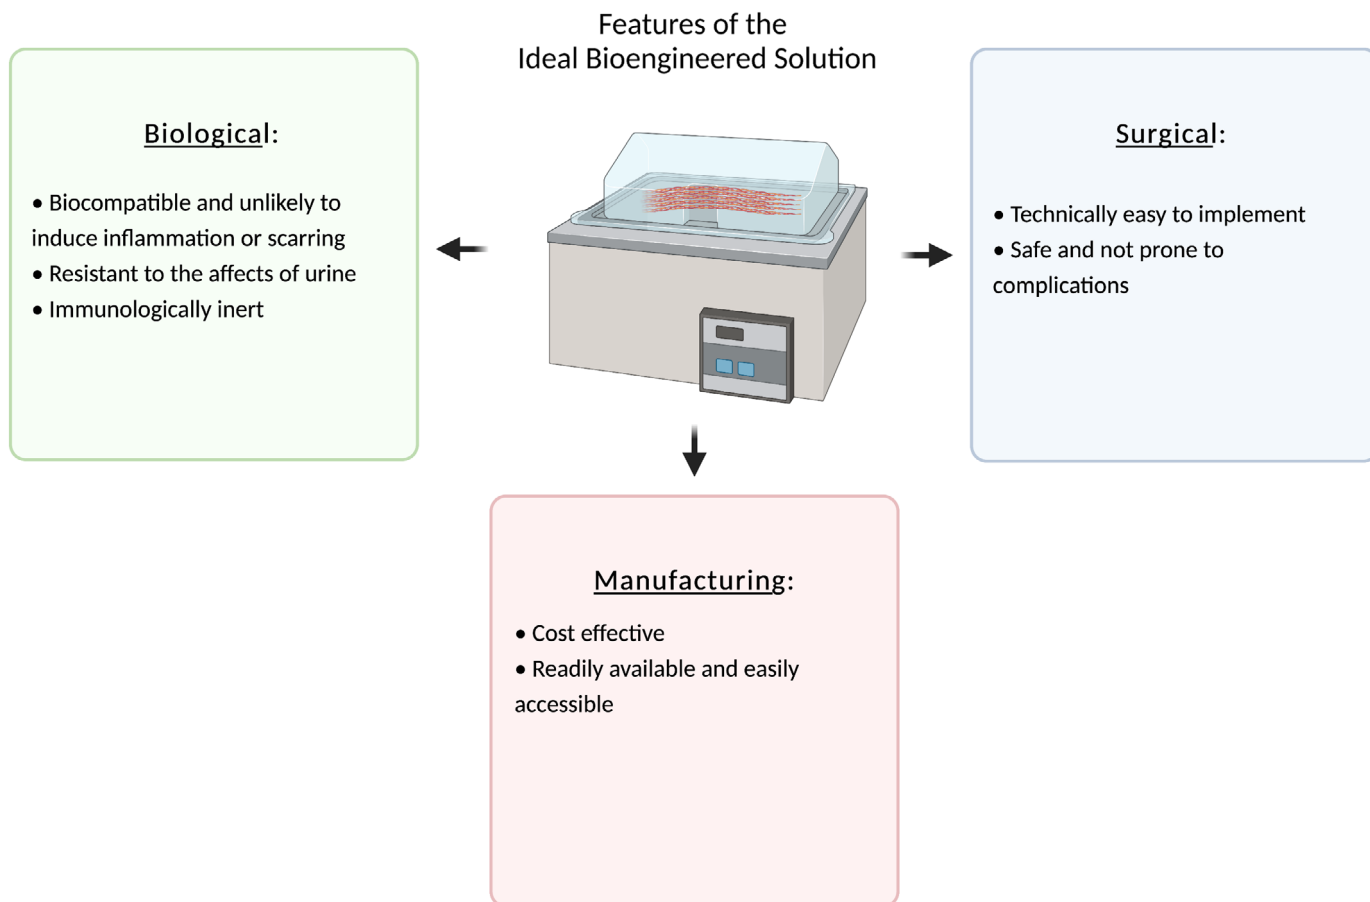 Features of the
Ideal Bioengineered Solution
Biological:
• Biocompatible and unlikely to
induce inflammation or scarring
• Resistant to the affects of urine
• Immunologically inert
Surgical:
• Technically easy to implement
• Safe and not prone to
complications
Manufacturing:
• Cost effective
• Readily available and easily
accessible